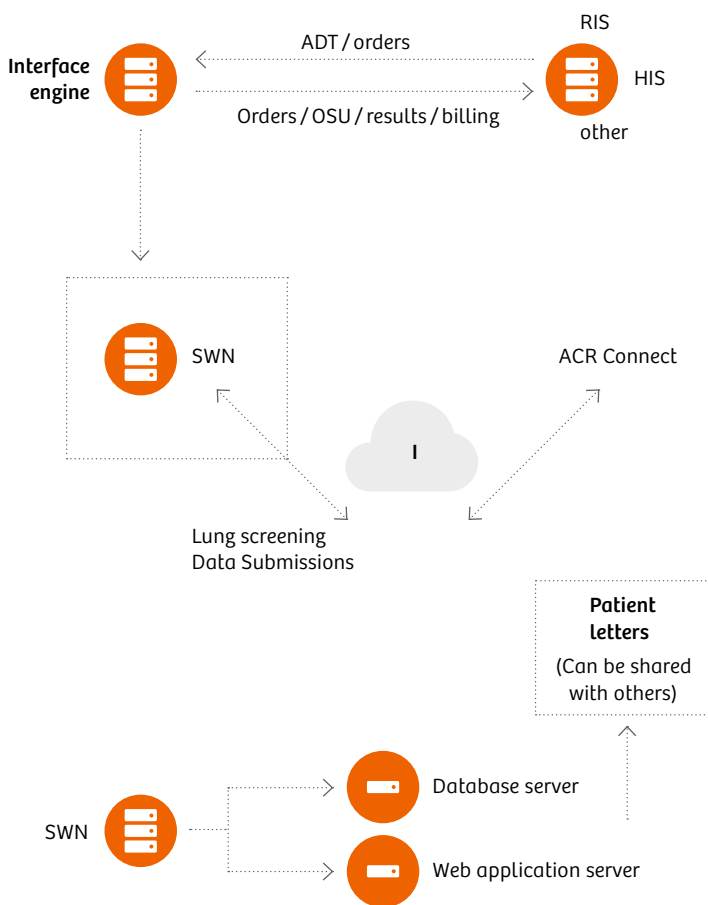 RIS
ADT / orders
Interface
engine
HIS
Orders / OSU / results / billing
other
SWN
ACR Connect
I
Lung screening
Data Submissions
Patient
letters
(Can be shared
with others)
Database server
SWN
Web application server